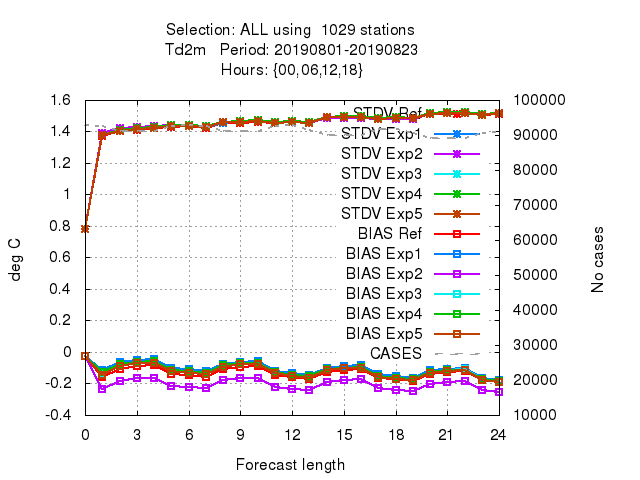 Selection: ALL using  1029 stations
Td2m   Period: 20190801-20190823
Hours: {00,06,12,18}
1.6
1.4
1.2
1
0.8
0.6
0.4
0.2
0
-0.2
-0.4
deg C
100000
90000
80000
70000
60000
50000
40000
30000
20000
10000
No cases
STDV Ref
STDV Exp1
STDV Exp2
STDV Exp3
STDV Exp4
STDV Exp5
BIAS Ref
BIAS Exp1
BIAS Exp2
BIAS Exp3
BIAS Exp4
BIAS Exp5
CASES
0 3 6 9 12 15 18 21 24
Forecast length